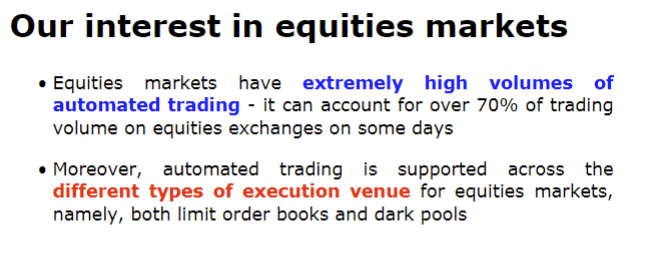 Our interest in equities markets
• Equities markets have extremely high volumes of
automated trading - it can account for over 70% of trading
volume on equities exchanges on some days
• Moreover, automated trading is supported across the
different types of execution venue for equities markets,
namely, both limit order books and dark pools